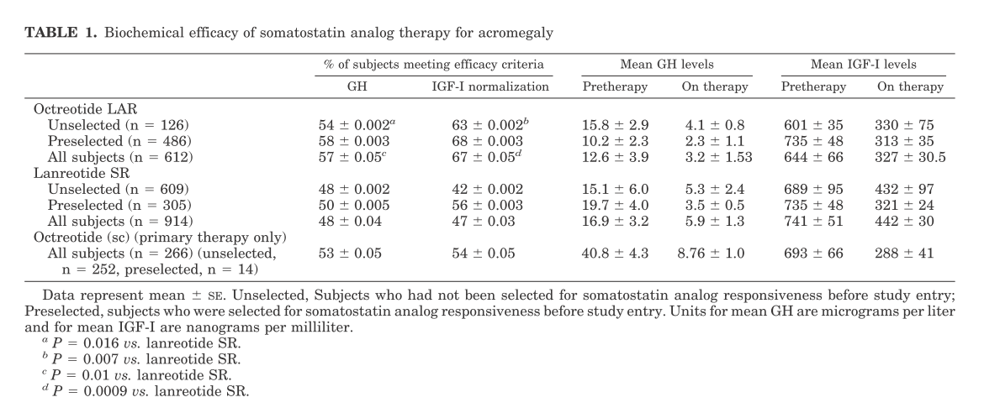 TABLE 1. Biochemical efficacy of somatostatin analog therapy for acromegaly
% of subjects meeting efficacy criteria Mean GH levels Mean IGF-I levels
GH IGF-I normalization Pretherapy On therapy Pretherapy On therapy
Octreotide LAR
Unselected (n = 126) 54 ± 0.002a 63 ± 0.002b 15.8 ± 2.9 4.1 ± 0.8 601 ± 35 330 ± 75
Preselected (n = 486) 58 ± 0.003 68 ± 0.003 10.2 ± 2.3 2.3 ± 1.1 735 ± 48 313 ± 35
All subjects (n = 612) 57 ± 0.05c 67 ± 0.05d 12.6 ± 3.9 3.2 ± 1.53 644 ± 66 327 ± 30.5
Lanreotide SR
Unselected (n = 609) 48 ± 0.002 42 ± 0.002 15.1 ± 6.0 5.3 ± 2.4 689 ± 95 432 ± 97
Preselected (n = 305) 50 ± 0.005 56 ± 0.003 19.7 ± 4.0 3.5 ± 0.5 735 ± 48 321 ± 24
All subjects (n = 914) 48 ± 0.04 47 ± 0.03 16.9 ± 3.2 5.9 ± 1.3 741 ± 51 442 ± 30
Octreotide (sc) (primary therapy only)
All subjects (n = 266) (unselected, 53 ± 0.05 54 ± 0.05 40.8 ± 4.3 8.76 ± 1.0 693 ± 66 288 ± 41
n = 252, preselected, n = 14)
Data represent mean ± SE. Unselected, Subjects who had not been selected for somatostatin analog responsiveness before study entry;
Preselected, subjects who were selected for somatostatin analog responsiveness before study entry. Units for mean GH are micrograms per liter
and for mean IGF-I are nanograms per milliliter.
a P = 0.016 vs. lanreotide SR.
b P = 0.007 vs. lanreotide SR.
c P = 0.01 vs. lanreotide SR.
d P = 0.0009 vs. lanreotide SR.